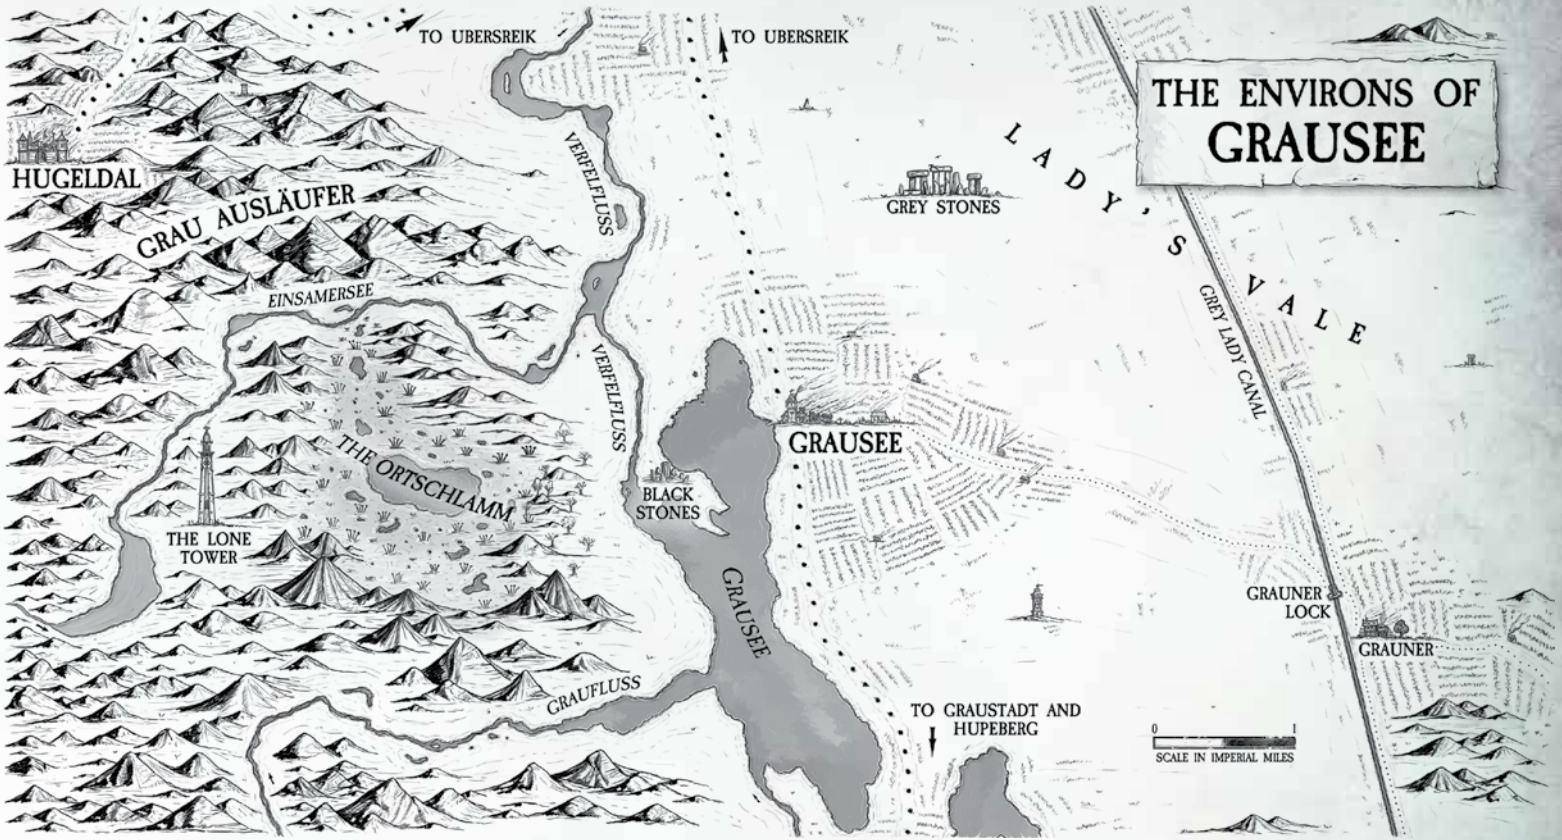 TO UBERSREIK
TO UBERSREIK
THE ENVIRONS OF
GRAUSEE
HUGELDAL
GRAU AUSLÄUFER
VERFELFLUSS
GREY STONES
LADY'S VALE
EINSAMERSEE
GREY LADY CANAL
VERFELFLUSS
THE ORTSCHLAMM
GRAUSEE
BLACK
STONES
THE LONE
TOWER
GRAUSEE
GRAUNER
LOCK
GRAUNER
GRAUFLUSS
TO GRAUSTADT AND
HUPEBERG
0 1
SCALE IN IMPERIAL MILES